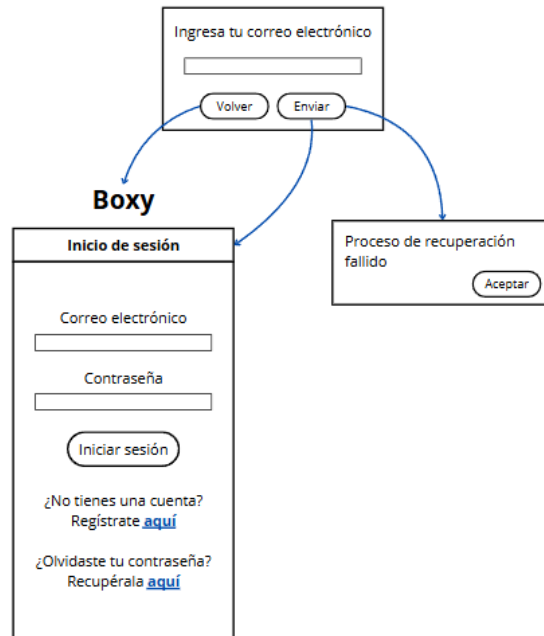 Ingresa tu correo electrónico
Volver
Enviar
Boxy
Inicio de sesión
Proceso de recuperación
fallido
Aceptar
Correo electrónico
Contraseña
Iniciar sesión
¿No tienes una cuenta?
Regístrate aquí
¿Olvidaste tu contraseña?
Recupérala aquí